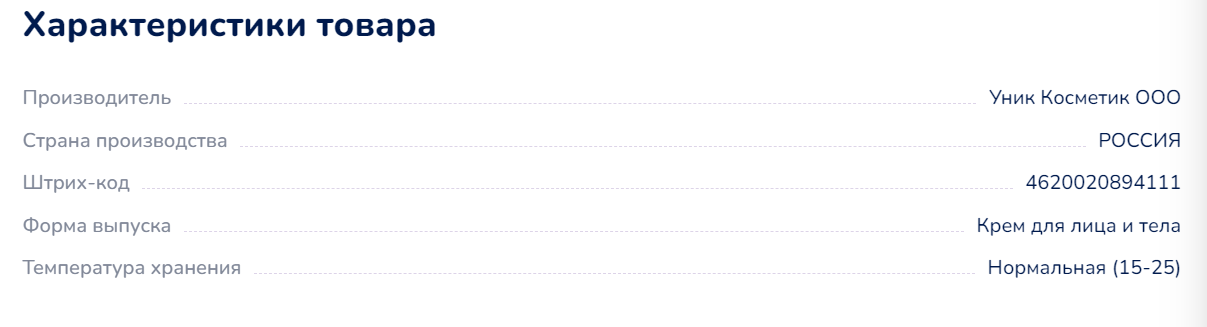 Характеристики товара
Производитель Уник Косметик ООО
Страна производства РОССИЯ
Штрих-код 4620020894111
Форма выпуска Крем для лица и тела
Температура хранения Нормальная (15-25)